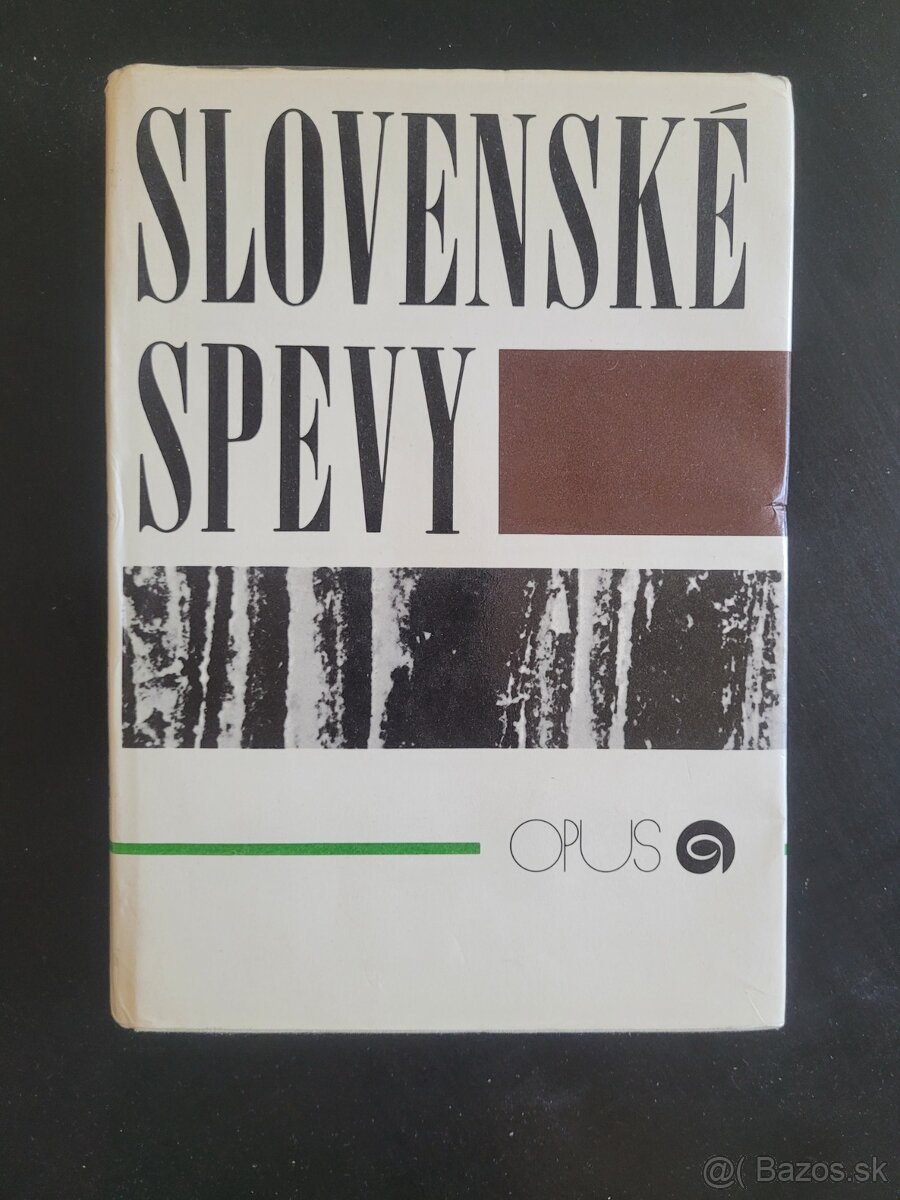 SLOVENSKÉ
SPEVY
OPUS
@( Bazos.sk